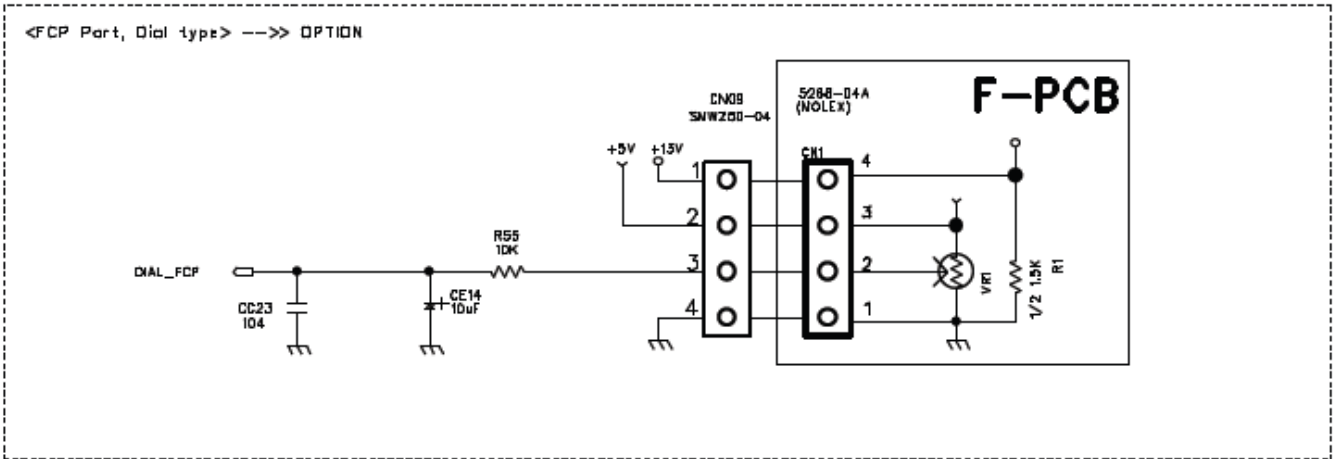 <FCP Part, Dial type> -->> OPTION
F-PCB
5268-04A
(MOLEX)
CN09
SMW250-04
+5V
+15V
CN1
1
4
2
3
R55
10K
DIAL_FCP
3
2
VR1
1/2 1.5K
R1
CC23
104
CE14
10uF
4
1